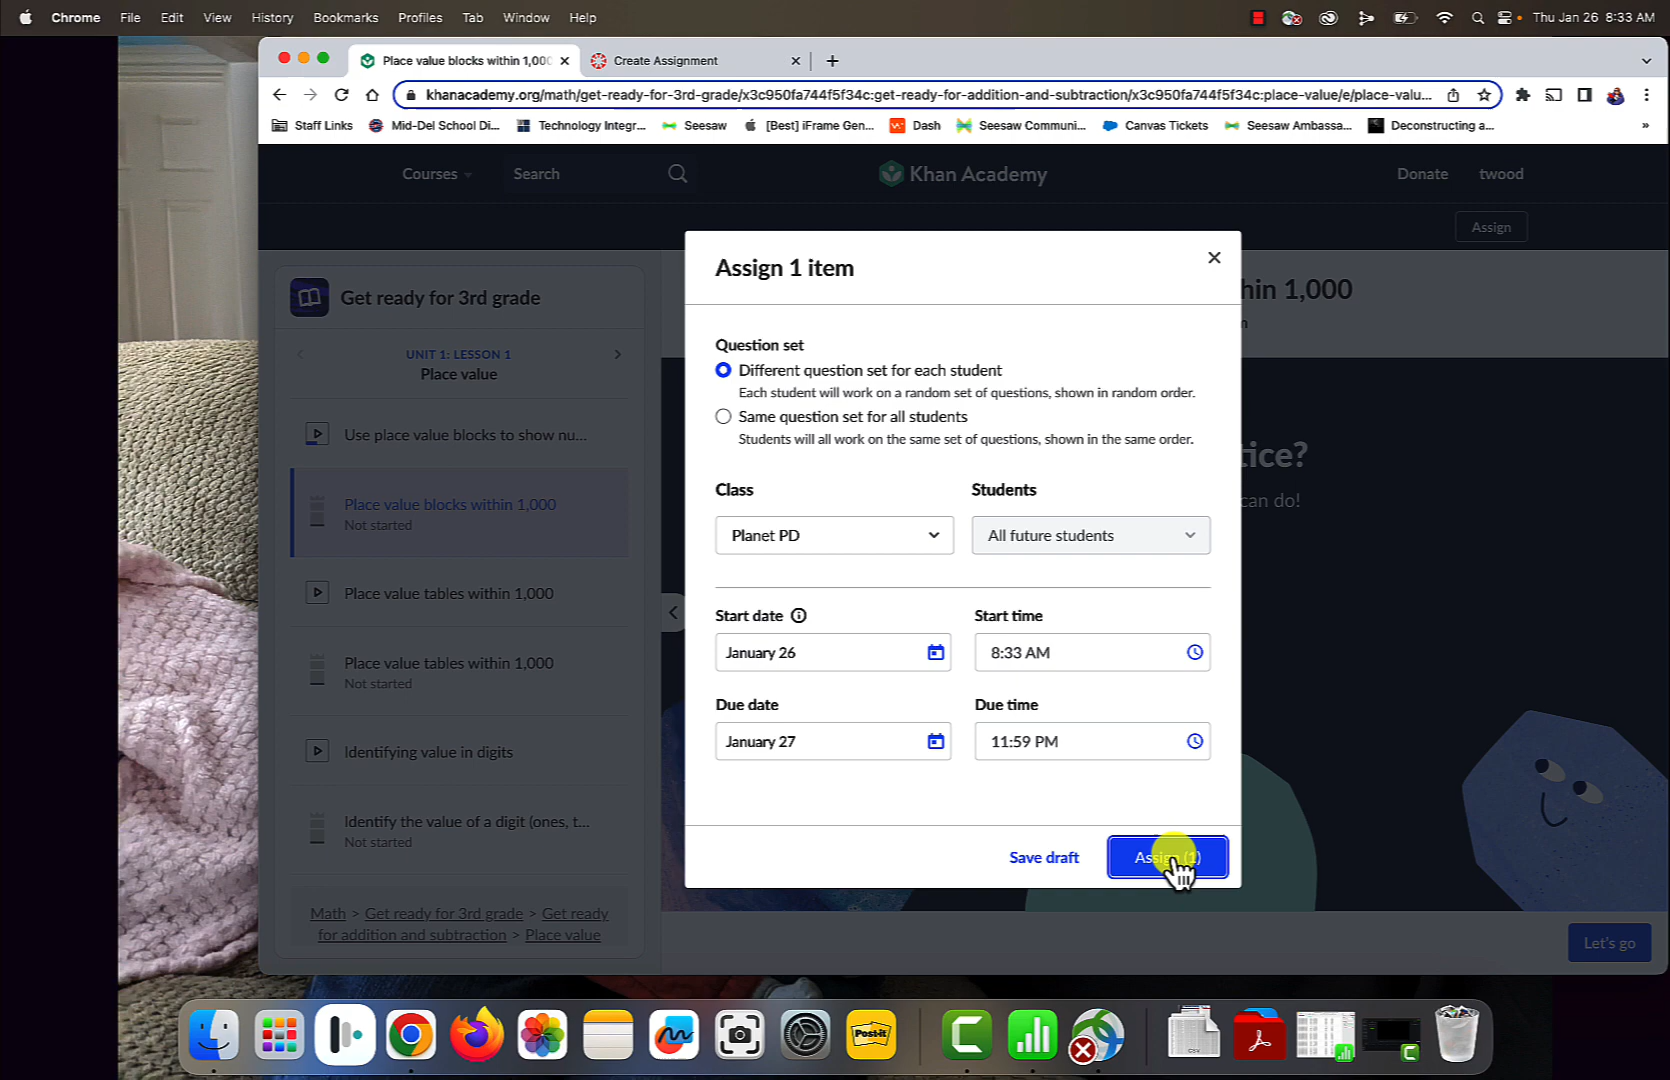 Chrome File Edit View History Bookmarks Profiles Tab Window Help Thu Jan 26 8:33 AM
Place value blocks within 1,000 Create Assignment
khanacademy.org/math/get-ready-for-3rd-grade/x3c950fa744f5f34c:get-ready-for-addition-and-subtraction/x3c950fa744f5f34c:place-value/e/place-valu...
Staff Links Mid-Del School Di... Technology Integr... Seesaw [Best] iFrame Gen... Dash Seesaw Communi... Canvas Tickets Seesaw Ambassa... Deconstructing a... »
Courses Search Khan Academy Donate twood
Assign
Get ready for 3rd grade
UNIT 1: LESSON 1
Place value
Use place value blocks to show nu...
Place value blocks within 1,000
Not started
Place value tables within 1,000
Place value tables within 1,000
Not started
Identifying value in digits
Identify the value of a digit (ones, t...
Not started
Math > Get ready for 3rd grade > Get ready
for addition and subtraction > Place value
hin 1,000
tice?
can do!
Assign 1 item
Question set
Different question set for each student
Each student will work on a random set of questions, shown in random order.
Same question set for all students
Students will all work on the same set of questions, shown in the same order.
Class Students
Planet PD All future students
Start date Start time
January 26 8:33 AM
Due date Due time
January 27 11:59 PM
Save draft Assign (1)
Let's go
Post-it